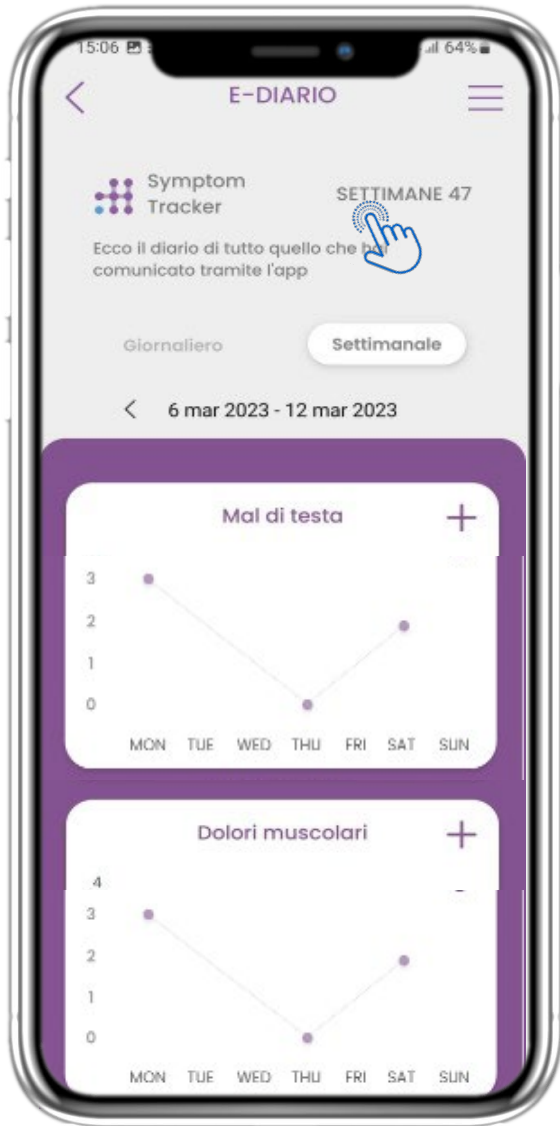 15:06
64%
E-DIARIO
Symptom
Tracker
SETTIMANE 47
Ecco il diario di tutto quello che hai
comunicato tramite l'app
Giornaliero
Settimanale
6 mar 2023 - 12 mar 2023
Mal di testa
3
2
1
0
MON TUE WED THU FRI SAT SUN
Dolori muscolari
4
3
2
1
0
MON TUE WED THU FRI SAT SUN